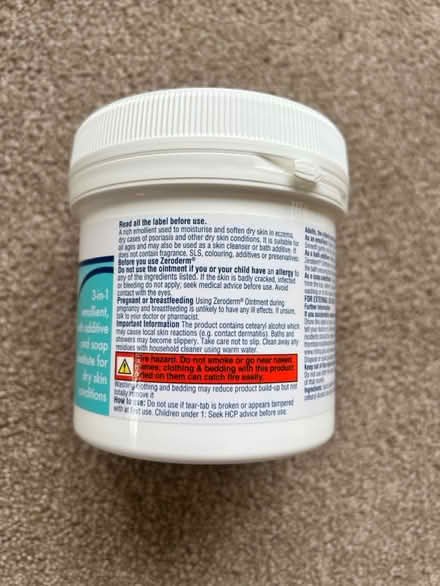 3-in-1
emollient,
bath additive
and soap
substitute for
dry skin
conditions
Read all the label before use.
A rich emollient used to moisturise and soften dry skin in eczema,
dry cases of psoriasis and other dry skin conditions. It is suitable for
all ages and may also be used as a skin cleanser or bath additive. It
does not contain fragrance, SLS, colouring, additives or preservatives.
Before you use Zeroderm®
Do not use the ointment if you or your child have an allergy to
any of the ingredients listed. If the skin is badly cracked, infected
or bleeding do not apply; seek medical advice before use. Avoid
contact with the eyes.
Pregnant or breastfeeding Using Zeroderm® Ointment during
pregnancy and breastfeeding is unlikely to have any ill effects. If unsure,
talk to your doctor or pharmacist.
Important Information The product contains cetearyl alcohol which
may cause local skin reactions (e.g. contact dermatitis). Baths and
showers may become slippery. Take care not to slip. Clean away any
residues with household cleaner using warm water.
Fire hazard. Do not smoke or go near naked
flames; clothing & bedding with this product
dried on them can catch fire easily.
Washing clothing and bedding may reduce product build-up but not
totally remove it
How to use: Do not use if tear-tab is broken or appears tampered
with at first use. Children under 1: Seek HCP advice before use.
Adults, the
FOR EXTERNAL
Further
Keep out of